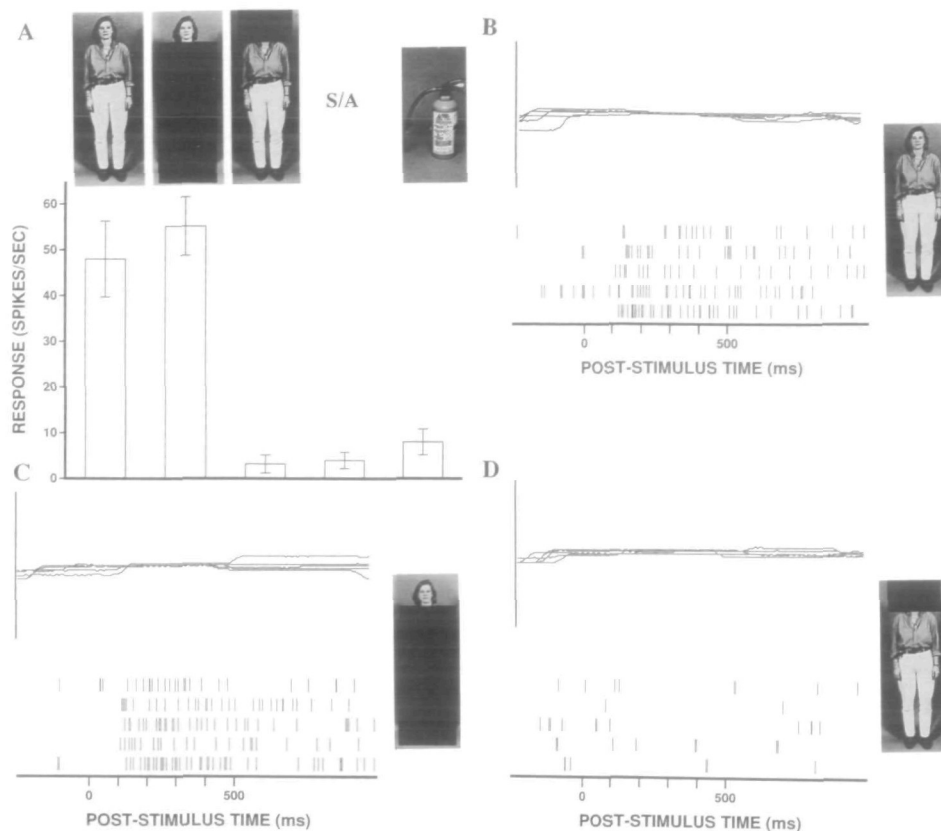 A
S/A
RESPONSE (SPIKES/SEC)
60
50
40
30
20
10
0
B
0 500
POST-STIMULUS TIME (ms)
C
0 500
POST-STIMULUS TIME (ms)
D
0 500
POST-STIMULUS TIME (ms)